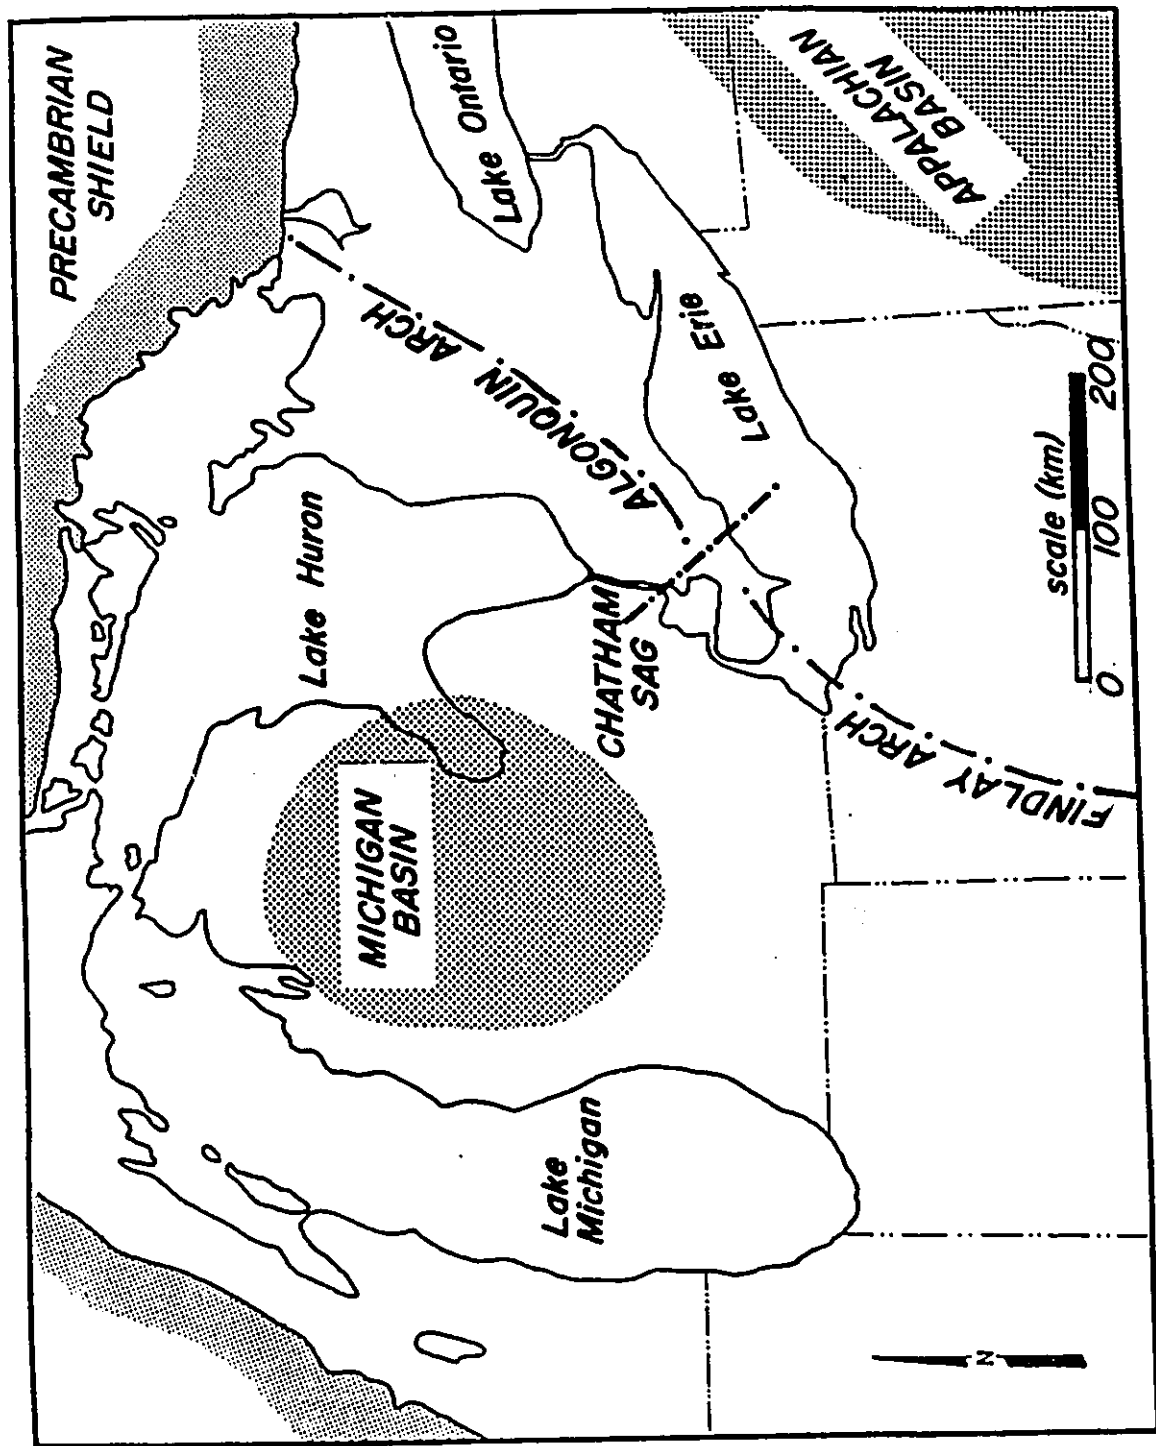 PRECAMBRIAN
SHIELD
Lake Ontario
APPALACHIAN
BASIN
ALGONQUIN ARCH
Lake Erie
Lake Huron
CHATHAM
SAG
MICHIGAN
BASIN
FINDLAY ARCH
Lake
Michigan
scale (km)
0 100 200
N